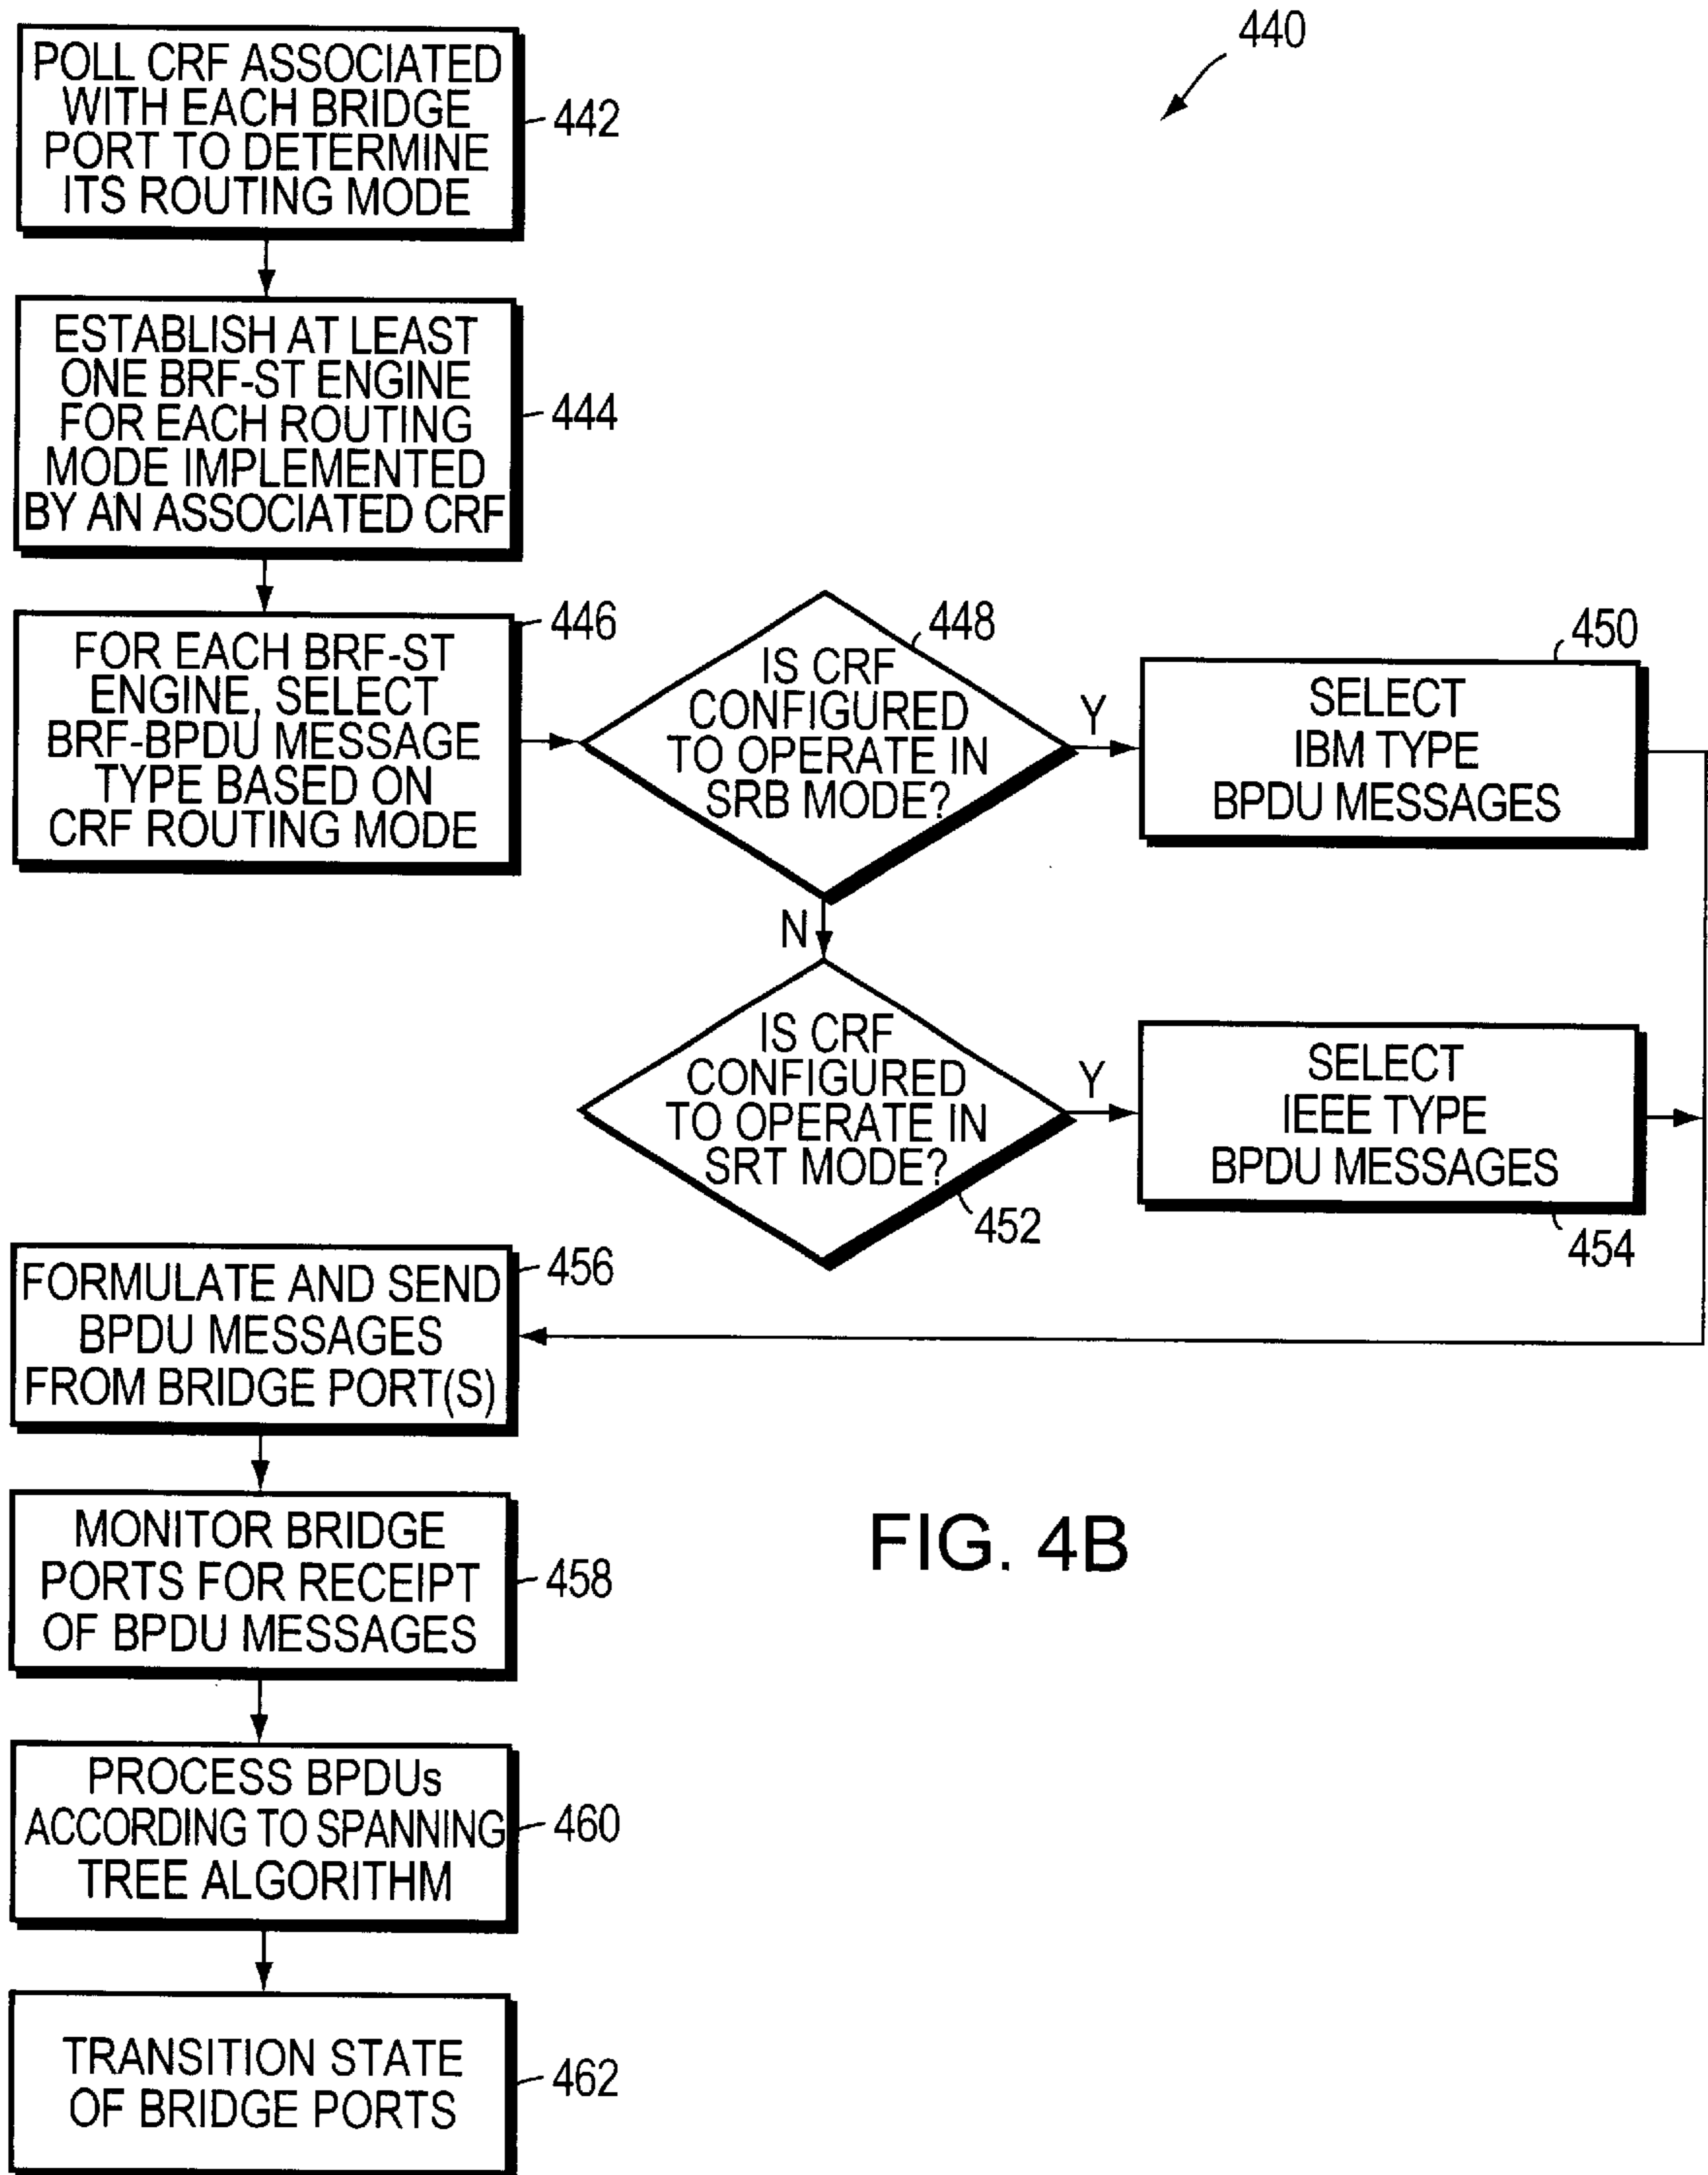 440
POLL CRF ASSOCIATED
WITH EACH BRIDGE
PORT TO DETERMINE
ITS ROUTING MODE
442
ESTABLISH AT LEAST
ONE BRF-ST ENGINE
FOR EACH ROUTING
MODE IMPLEMENTED
BY AN ASSOCIATED CRF
444
FOR EACH BRF-ST
ENGINE, SELECT
BRF-BPDU MESSAGE
TYPE BASED ON
CRF ROUTING MODE
446
IS CRF
CONFIGURED
TO OPERATE IN
SRB MODE?
448
Y
SELECT
IBM TYPE
BPDU MESSAGES
450
N
IS CRF
CONFIGURED
TO OPERATE IN
SRT MODE?
452
Y
SELECT
IEEE TYPE
BPDU MESSAGES
454
FORMULATE AND SEND
BPDU MESSAGES
FROM BRIDGE PORT(S)
456
MONITOR BRIDGE
PORTS FOR RECEIPT
OF BPDU MESSAGES
458
PROCESS BPDUs
ACCORDING TO SPANNING
TREE ALGORITHM
460
TRANSITION STATE
OF BRIDGE PORTS
462
FIG. 4B